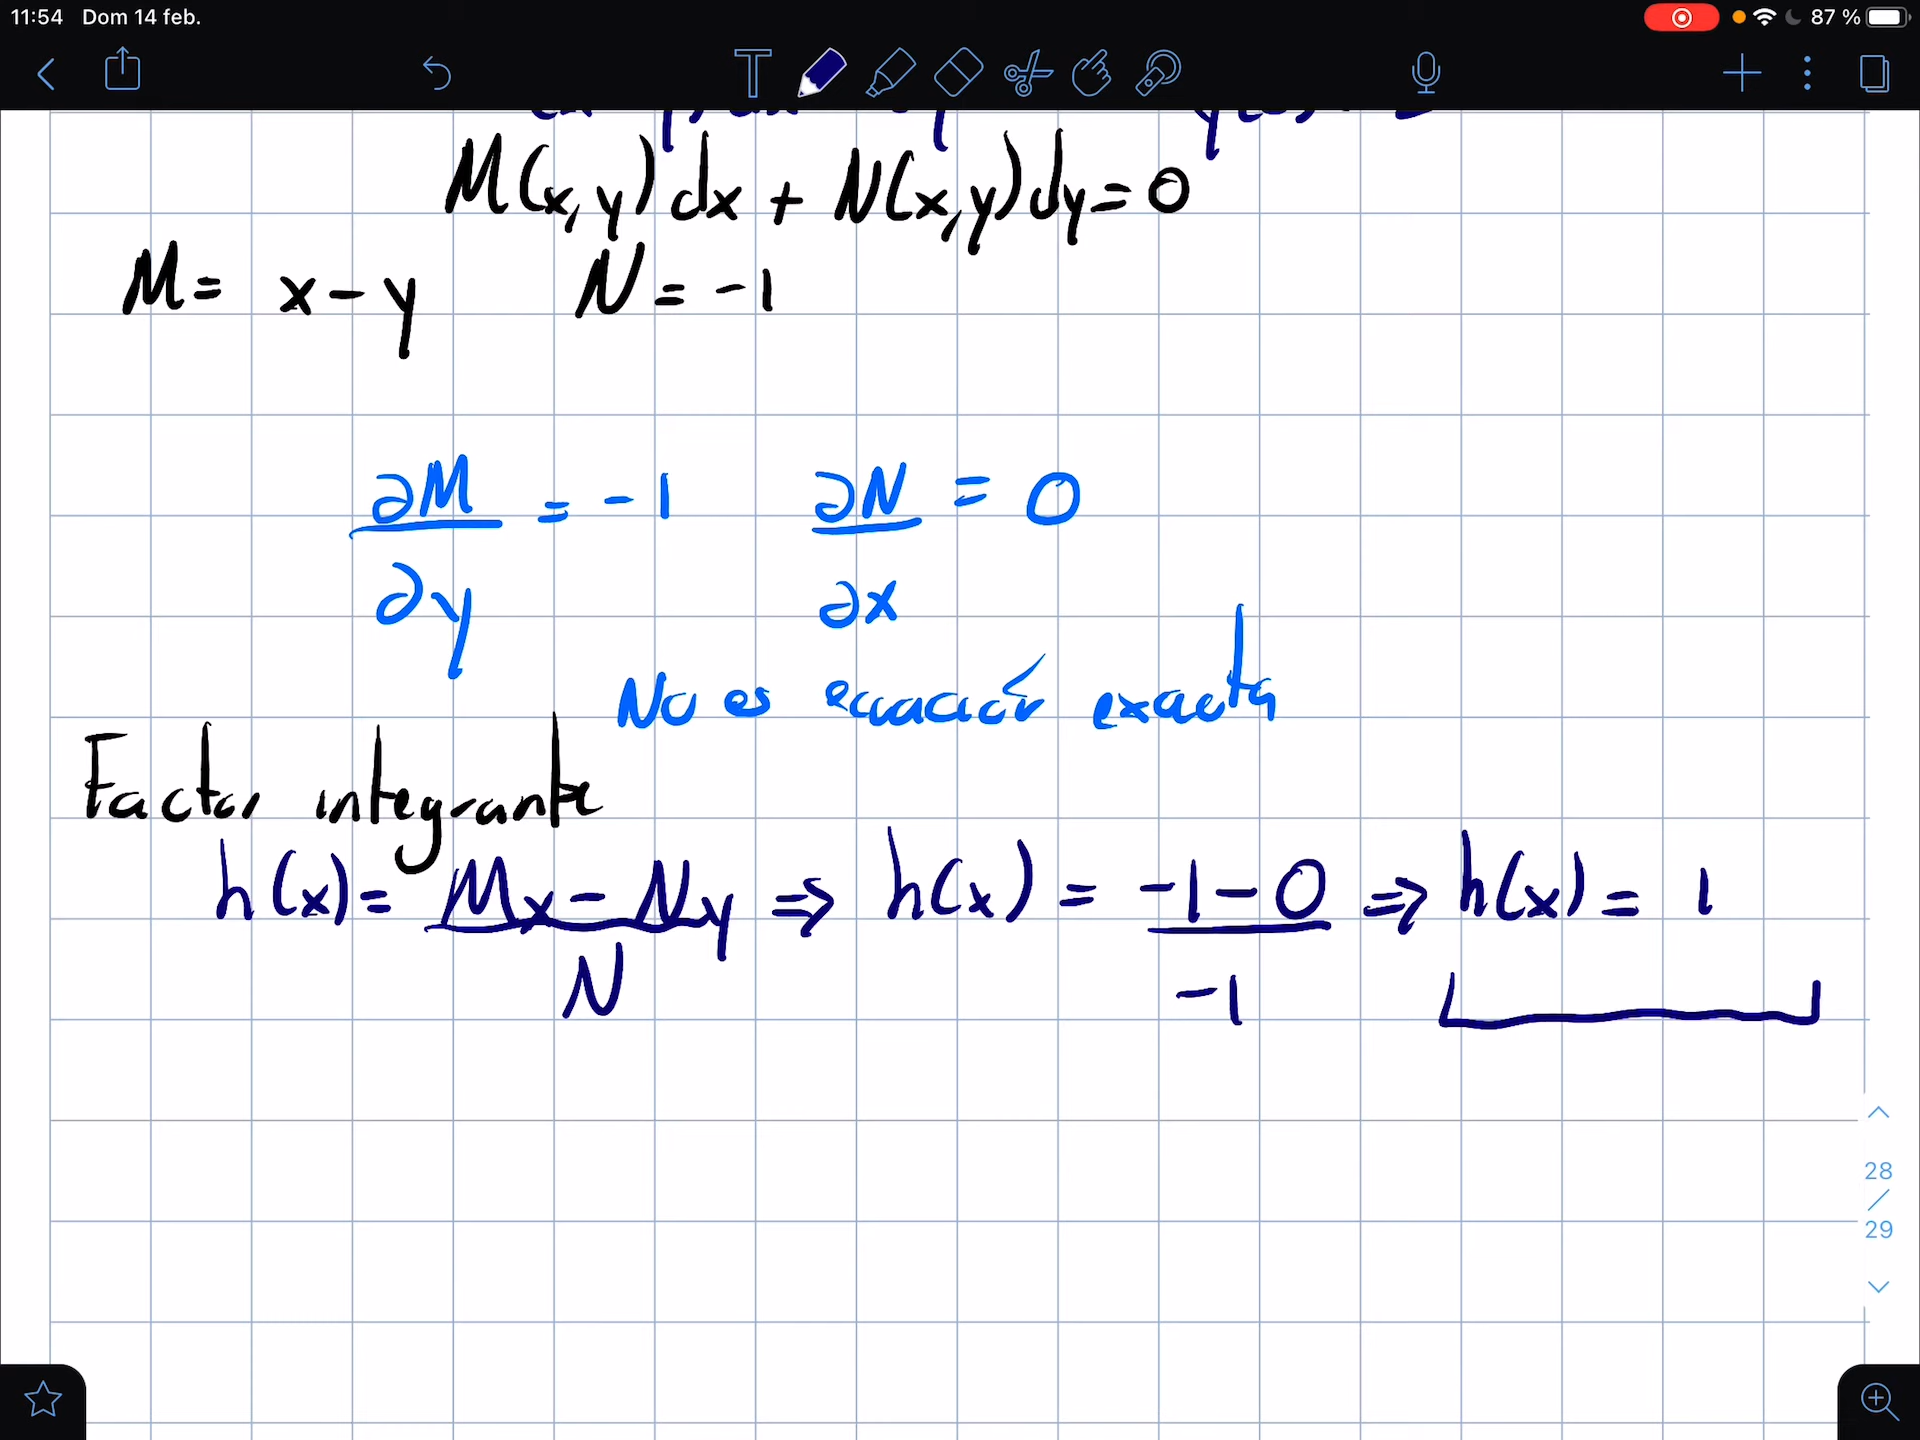 11:54 Dom 14 feb. 87 %
T
M(x,y)dx + N(x,y)dy=0
M= x-y N= -1
∂M/∂y = -1 ∂N/∂x = 0
No es ecuación exacta
Factor integrante
h(x)= Mx-Ny/N ⇒ h(x) = -1-0/-1 ⇒ h(x) = 1
28
/
29